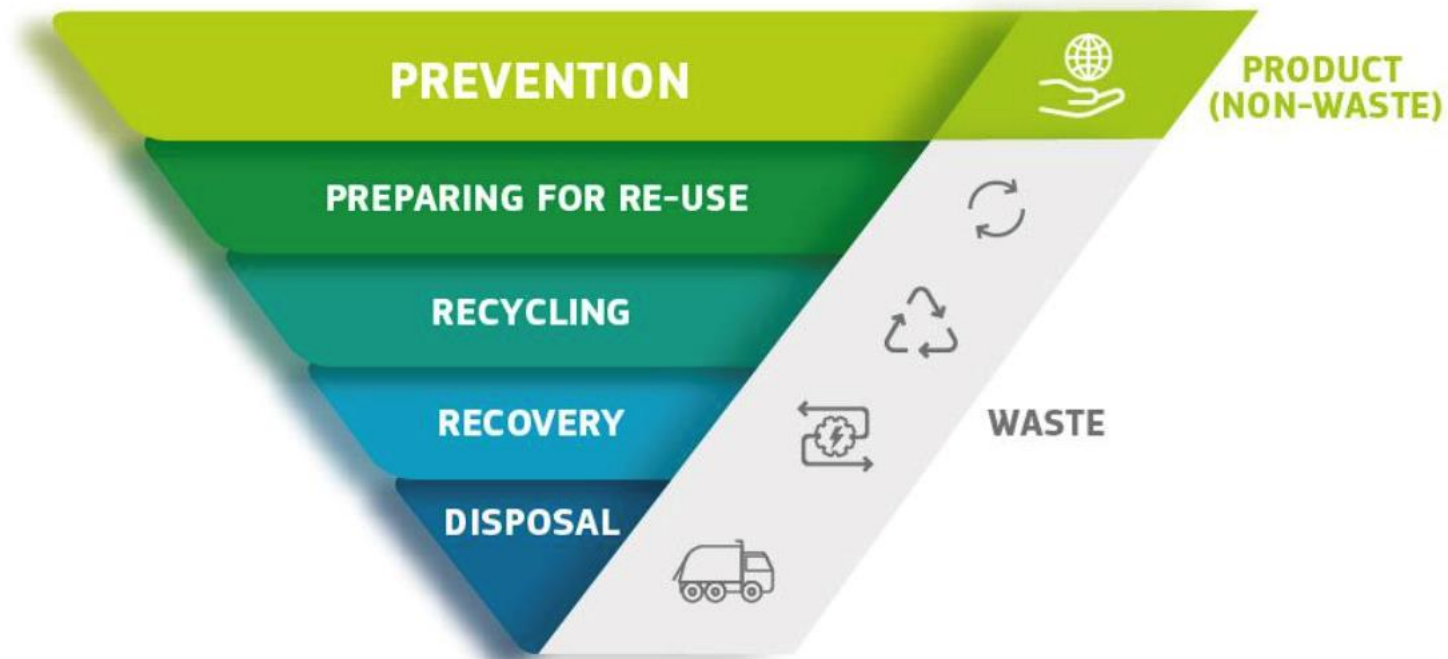 PREVENTION
PRODUCT
(NON-WASTE)
PREPARING FOR RE-USE
RECYCLING
RECOVERY
WASTE
DISPOSAL